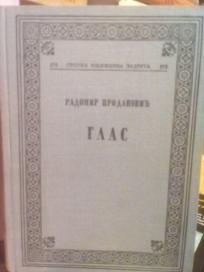 СРПСКА КЊИЖЕВНА ЗАДРУГА
РАДОМИР ПРОДАНОВИЋ
ГЛАС